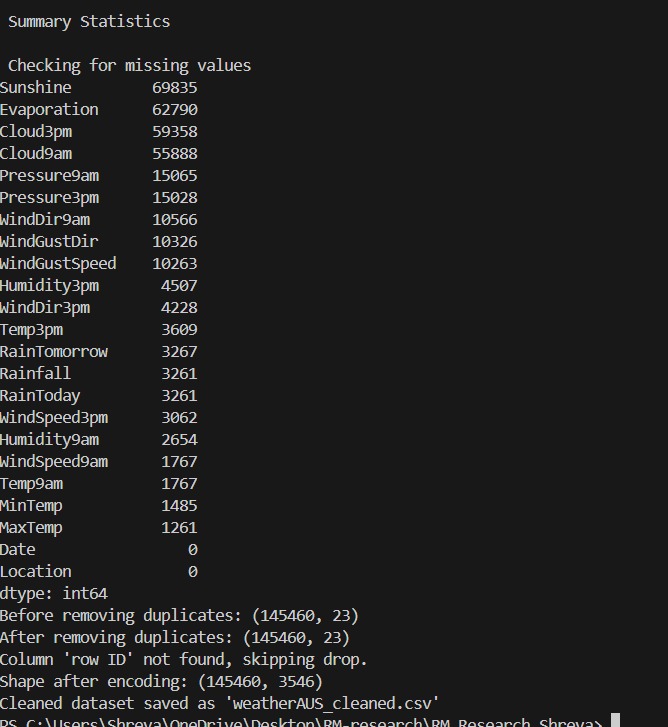 Summary Statistics
Checking for missing values
Sunshine 69835
Evaporation 62790
Cloud3pm 59358
Cloud9am 55888
Pressure9am 15065
Pressure3pm 15028
WindDir9am 10566
WindGustDir 10326
WindGustSpeed 10263
Humidity3pm 4507
WindDir3pm 4228
Temp3pm 3609
RainTomorrow 3267
Rainfall 3261
RainToday 3261
WindSpeed3pm 3062
Humidity9am 2654
WindSpeed9am 1767
Temp9am 1767
MinTemp 1485
MaxTemp 1261
Date 0
Location 0
dtype: int64
Before removing duplicates: (145460, 23)
After removing duplicates: (145460, 23)
Column 'row ID' not found, skipping drop.
Shape after encoding: (145460, 3546)
Cleaned dataset saved as 'weatherAUS_cleaned.csv'
PS C:\Users\Shreya\OneDrive\Desktop\RM-research\RM Research Shreya>